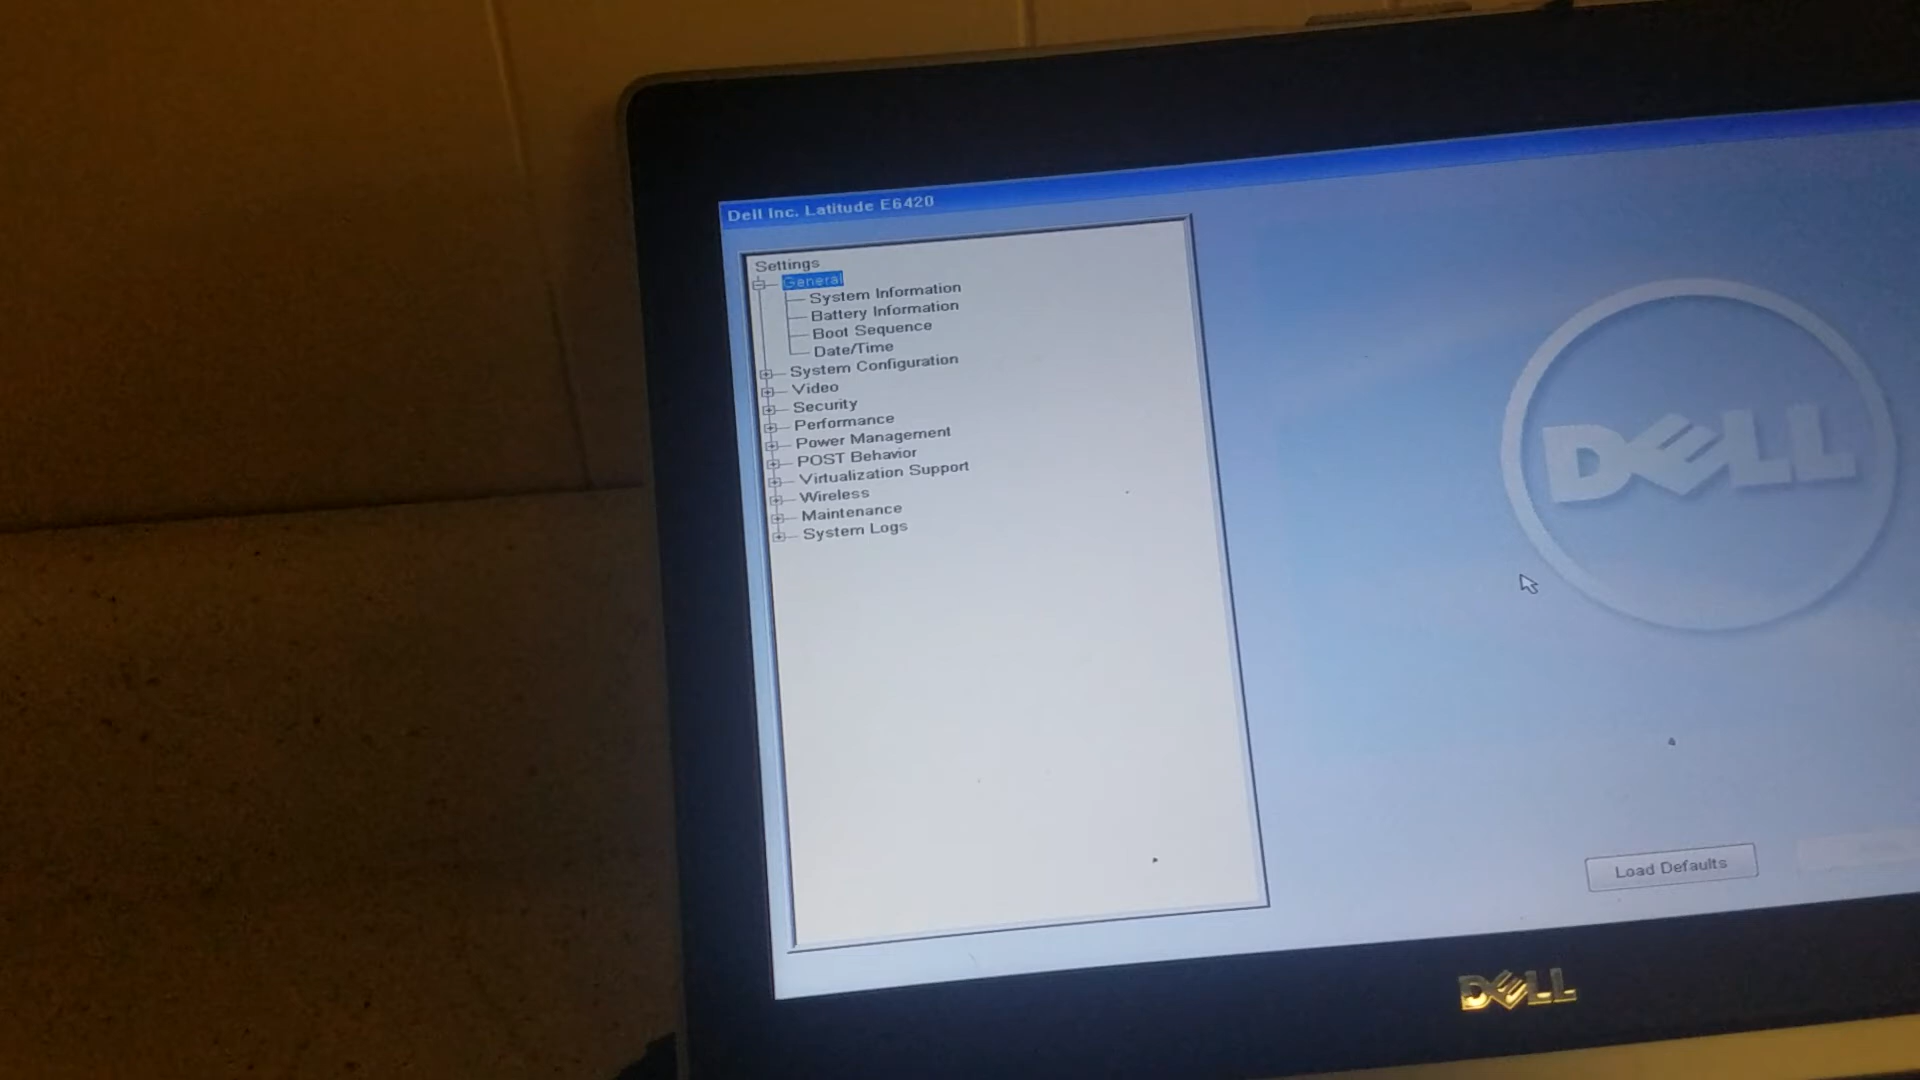 Dell Inc. Latitude E6420
Settings
General
System Information
Battery Information
Boot Sequence
Date/Time
System Configuration
Video
Security
Performance
Power Management
POST Behavior
Virtualization Support
Wireless
Maintenance
System Logs
DELL
Load Defaults
DELL